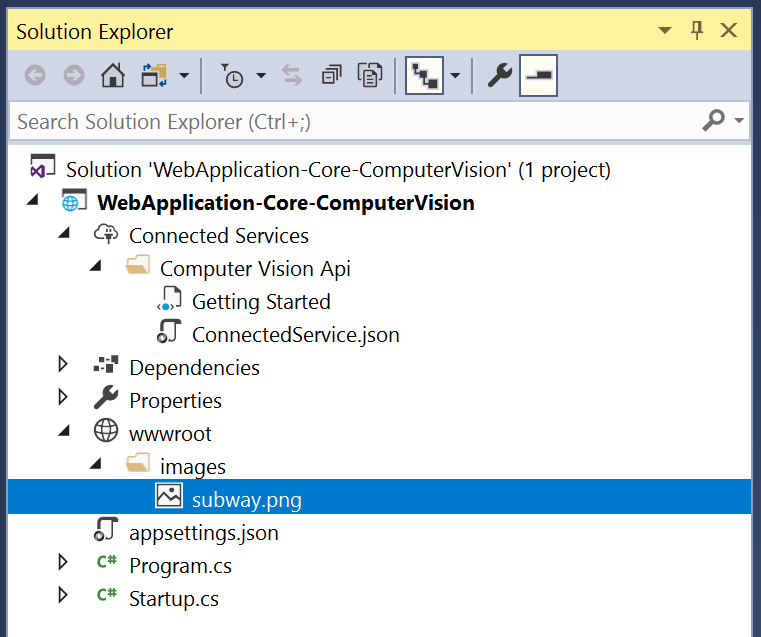 Solution Explorer
Search Solution Explorer (Ctrl+;)
Solution 'WebApplication-Core-ComputerVision' (1 project)
WebApplication-Core-ComputerVision
Connected Services
Computer Vision Api
Getting Started
ConnectedService.json
Dependencies
Properties
wwwroot
images
subway.png
appsettings.json
C# Program.cs
C# Startup.cs